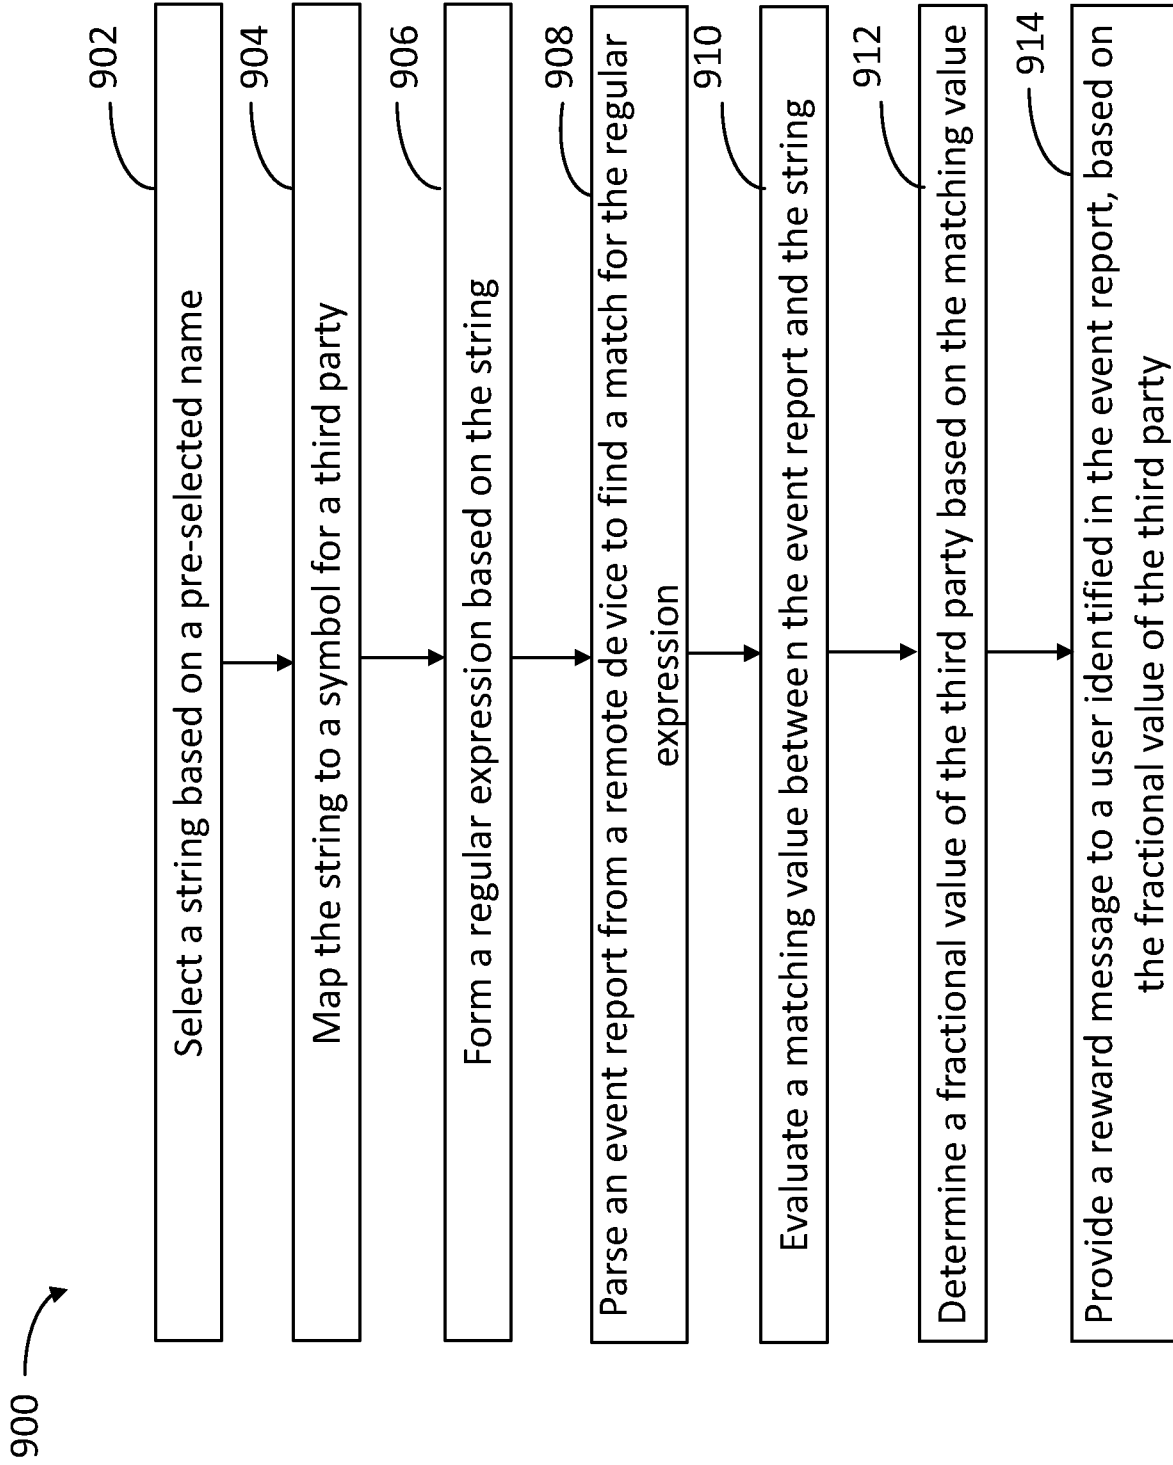 900
902
Select a string based on a pre-selected name
904
Map the string to a symbol for a third party
906
Form a regular expression based on the string
908
Parse an event report from a remote device to find a match for the regular
expression
910
Evaluate a matching value between the event report and the string
912
Determine a fractional value of the third party based on the matching value
914
Provide a reward message to a user identified in the event report, based on
the fractional value of the third party